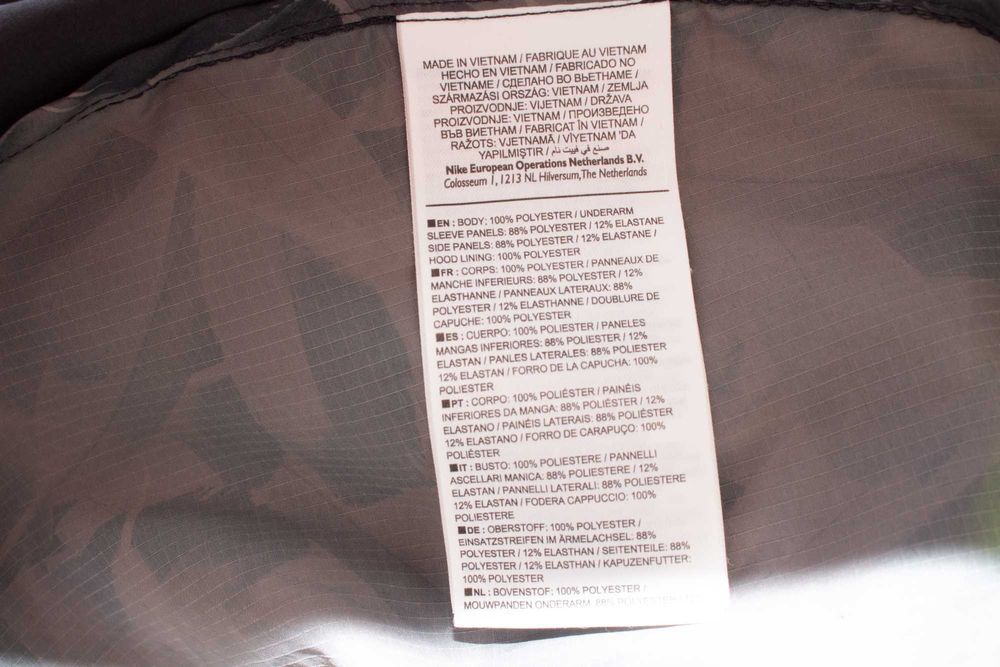 MADE IN VIETNAM / FABRIQUE AU VIETNAM
HECHO EN VIETNAM / FABRICADO NO
VIETNAME / СДЕЛАНО ВО ВЬЕТНАМЕ /
SZÁRMAZÁSI ORSZÁG: VIETNAM / ZEMLJA
PROIZVODNJE: VIJETNAM / DRŽAVA
PROIZVODNJE: VIETNAM / ПРОИЗВЕДЕНО
ВЪВ ВИЕТНАМ / FABRICAT ÎN VIETNAM /
RAŽOTS: VJETNAMĀ / VİYETNAM 'DA
YAPILMIŞTIR / صنع في فييت نام
Nike European Operations Netherlands B.V.
Colosseum 1, 1213 NL Hilversum,The Netherlands
EN : BODY: 100% POLYESTER / UNDERARM
SLEEVE PANELS: 88% POLYESTER / 12% ELASTANE
SIDE PANELS: 88% POLYESTER / 12% ELASTANE /
HOOD LINING: 100% POLYESTER
FR : CORPS: 100% POLYESTER / PANNEAUX DE
MANCHE INFERIEURS: 88% POLYESTER / 12%
ELASTHANNE / PANNEAUX LATERAUX: 88%
POLYESTER / 12% ELASTHANNE / DOUBLURE DE
CAPUCHE: 100% POLYESTER
ES : CUERPO: 100% POLIESTER / PANELES
MANGAS INFERIORES: 88% POLIESTER / 12%
ELASTAN / PANLES LATERALES: 88% POLIESTER
12% ELASTAN / FORRO DE LA CAPUCHA: 100%
POLIESTER
PT : CORPO: 100% POLIÉSTER / PAINÉIS
INFERIORES DA MANGA: 88% POLIÉSTER / 12%
ELASTANO / PAINÉIS LATERAIS: 88% POLIÉSTER
12% ELASTANO / FORRO DE CARAPUÇO: 100%
POLIÉSTER
IT : BUSTO: 100% POLIESTERE / PANNELLI
ASCELLARI MANICA: 88% POLIESTERE / 12%
ELASTAN / PANNELLI LATERALI: 88% POLIESTERE
12% ELASTAN / FODERA CAPPUCCIO: 100%
POLIESTERE
DE : OBERSTOFF: 100% POLYESTER /
EINSATZSTREIFEN IM ÄRMELACHSEL: 88%
POLYESTER / 12% ELASTHAN / SEITENTEILE: 88%
POLYESTER / 12% ELASTHAN / KAPUZENFUTTER:
100% POLYESTER
NL : BOVENSTOF: 100% POLYESTER /
MOUWPANDEN ONDERARM: 88% POLYESTER / 12%